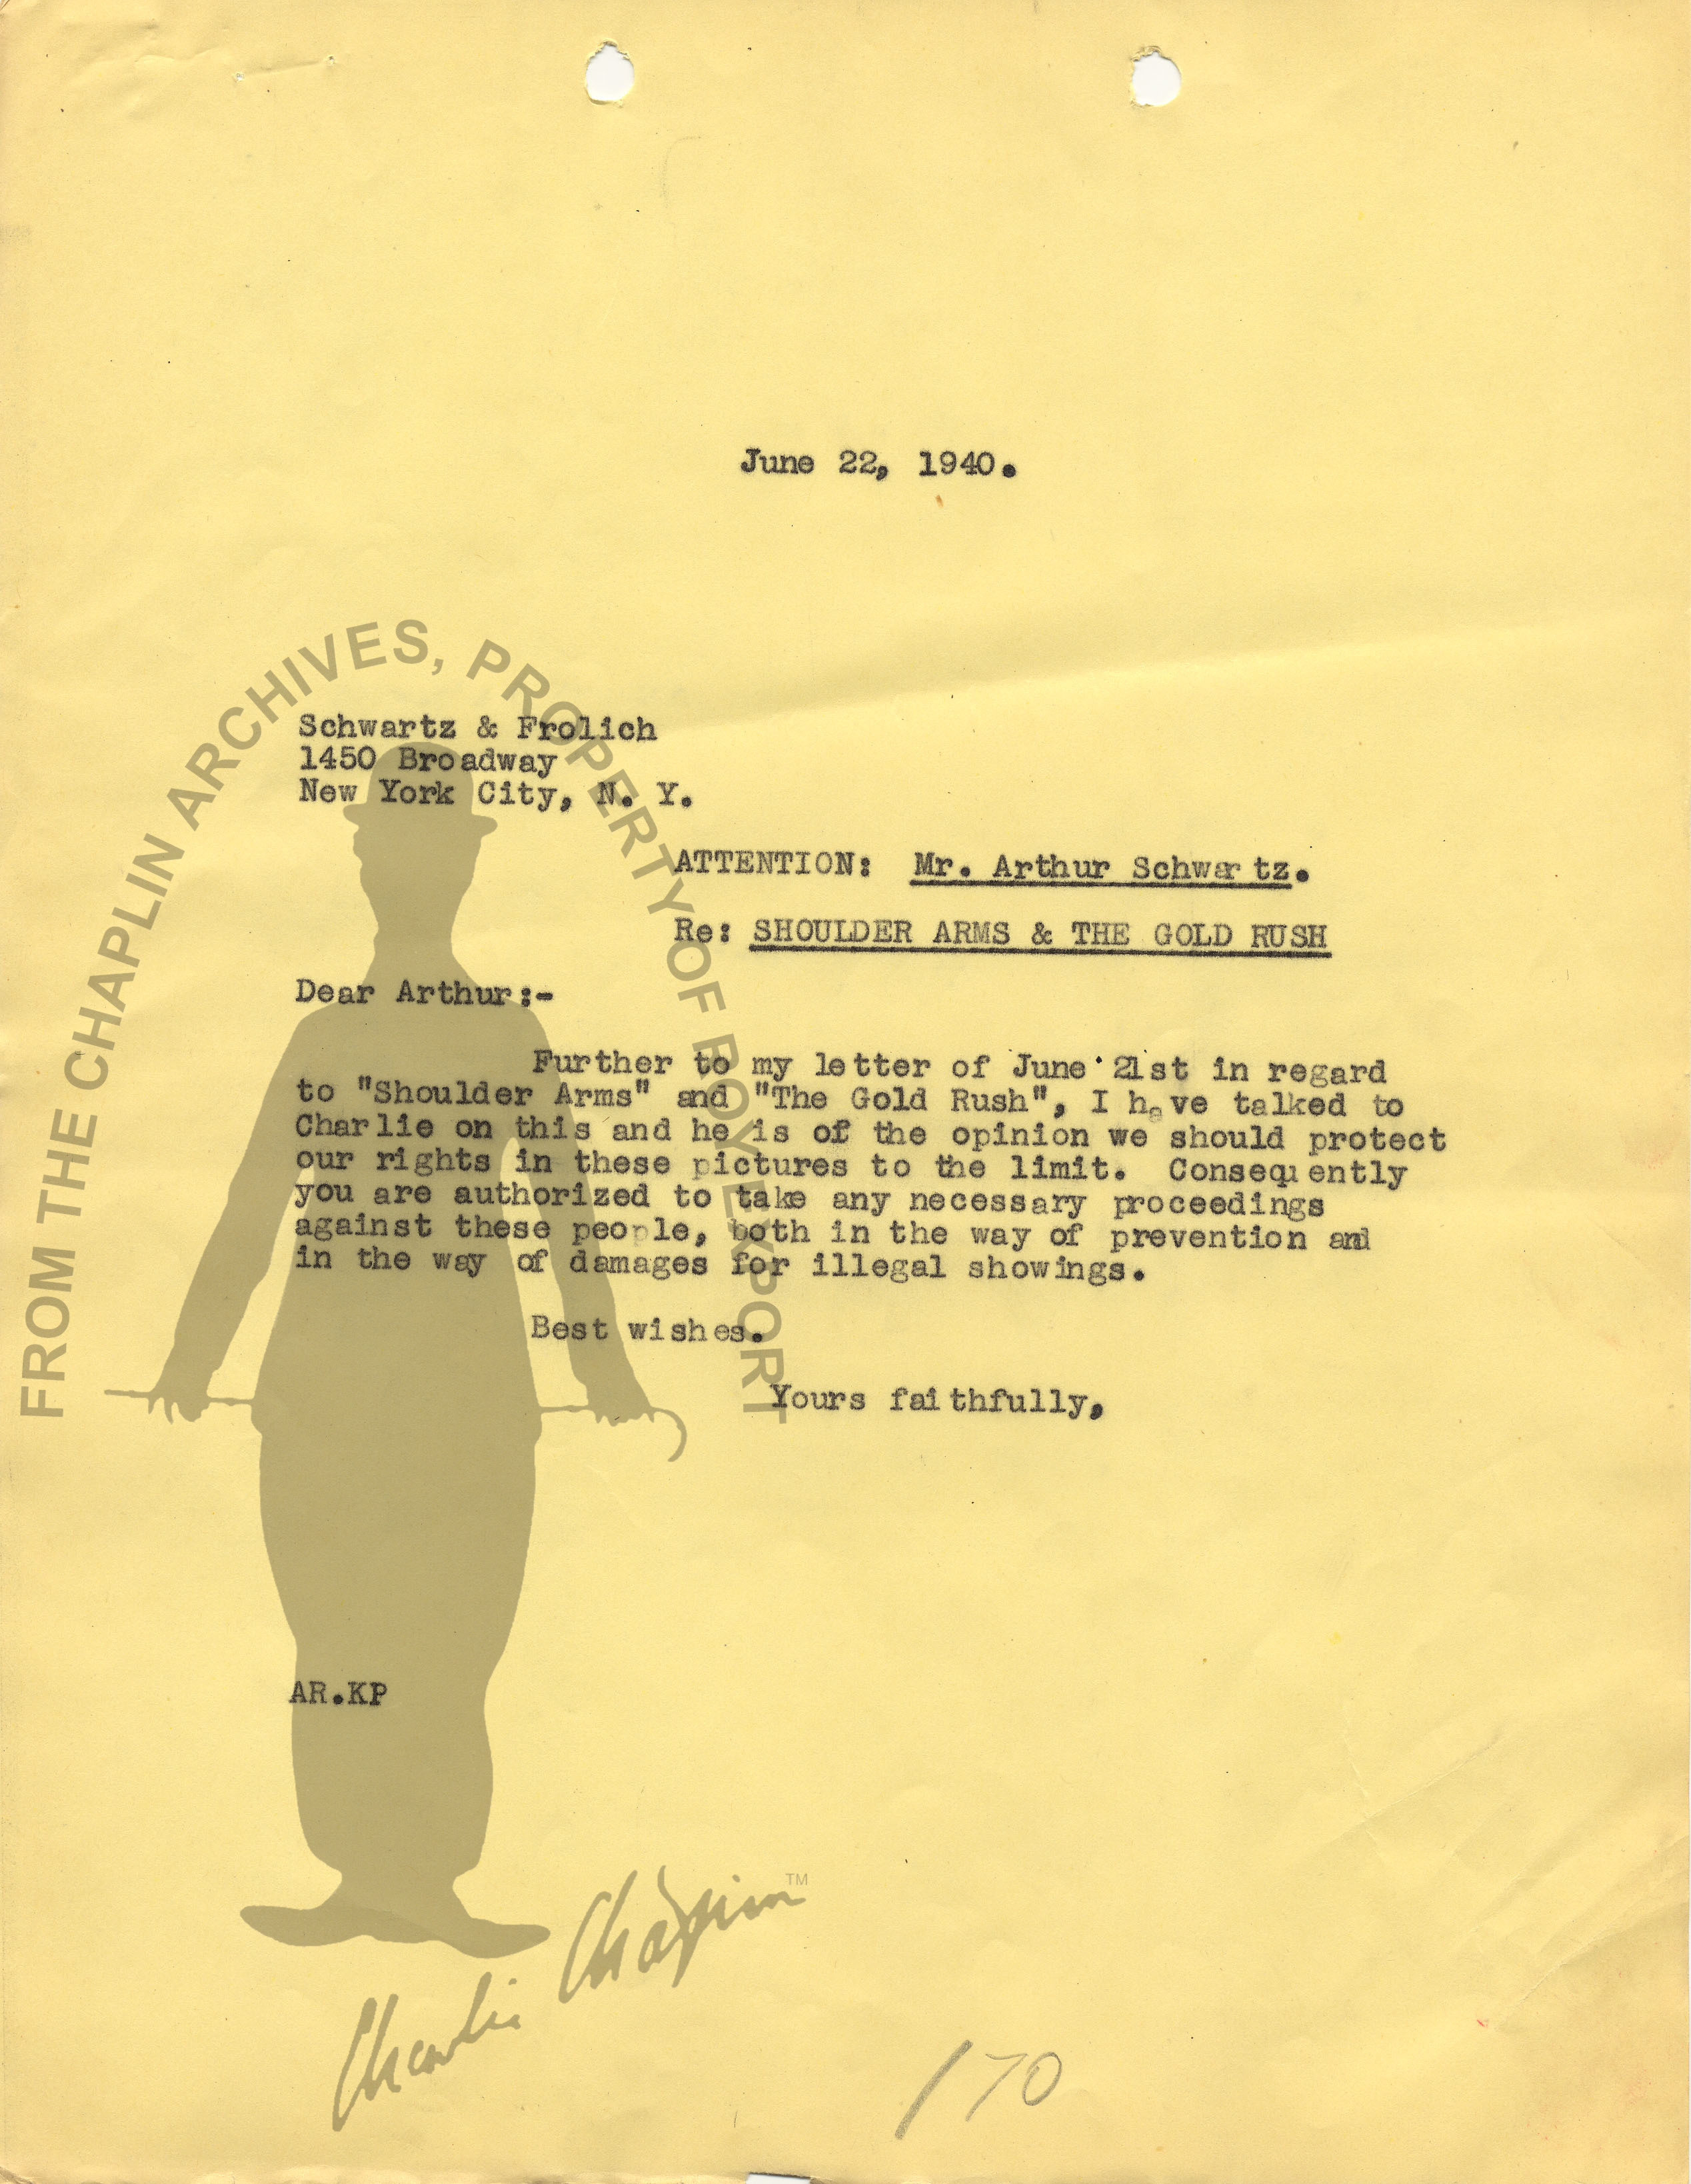 June 22, 1940.
Schwartz & Frolich
1450 Broadway
New York City, N. Y.
ATTENTION: Mr. Arthur Schwartz.
Re: SHOULDER ARMS & THE GOLD RUSH
Dear Arthur:-
Further to my letter of June 21st in regard
to "Shoulder Arms" and "The Gold Rush", I have talked to
Charlie on this and he is of the opinion we should protect
our rights in these pictures to the limit. Consequently
you are authorized to take any necessary proceedings
against these people, both in the way of prevention and
in the way of damages for illegal showings.
Best wishes.
Yours faithfully,
AR.KP
FROM THE CHAPLIN ARCHIVES, PROPERTY OF ROY EXPORT
Charlie Chaplin TM
170